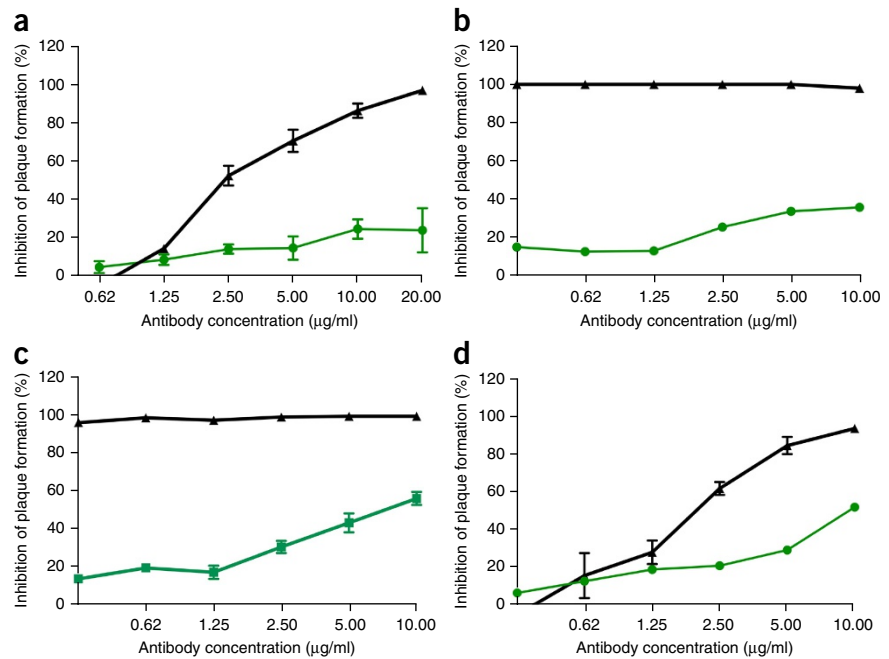 a
120
100
80
60
40
20
0
Inhibition of plaque formation (%)
0.62 1.25 2.50 5.00 10.00 20.00
Antibody concentration (μg/ml)
b
120
100
80
60
40
20
0
Inhibition of plaque formation (%)
0.62 1.25 2.50 5.00 10.00
Antibody concentration (μg/ml)
c
120
100
80
60
40
20
0
Inhibition of plaque formation (%)
0.62 1.25 2.50 5.00 10.00
Antibody concentration (μg/ml)
d
120
100
80
60
40
20
0
Inhibition of plaque formation (%)
0.62 1.25 2.50 5.00 10.00
Antibody concentration (μg/ml)